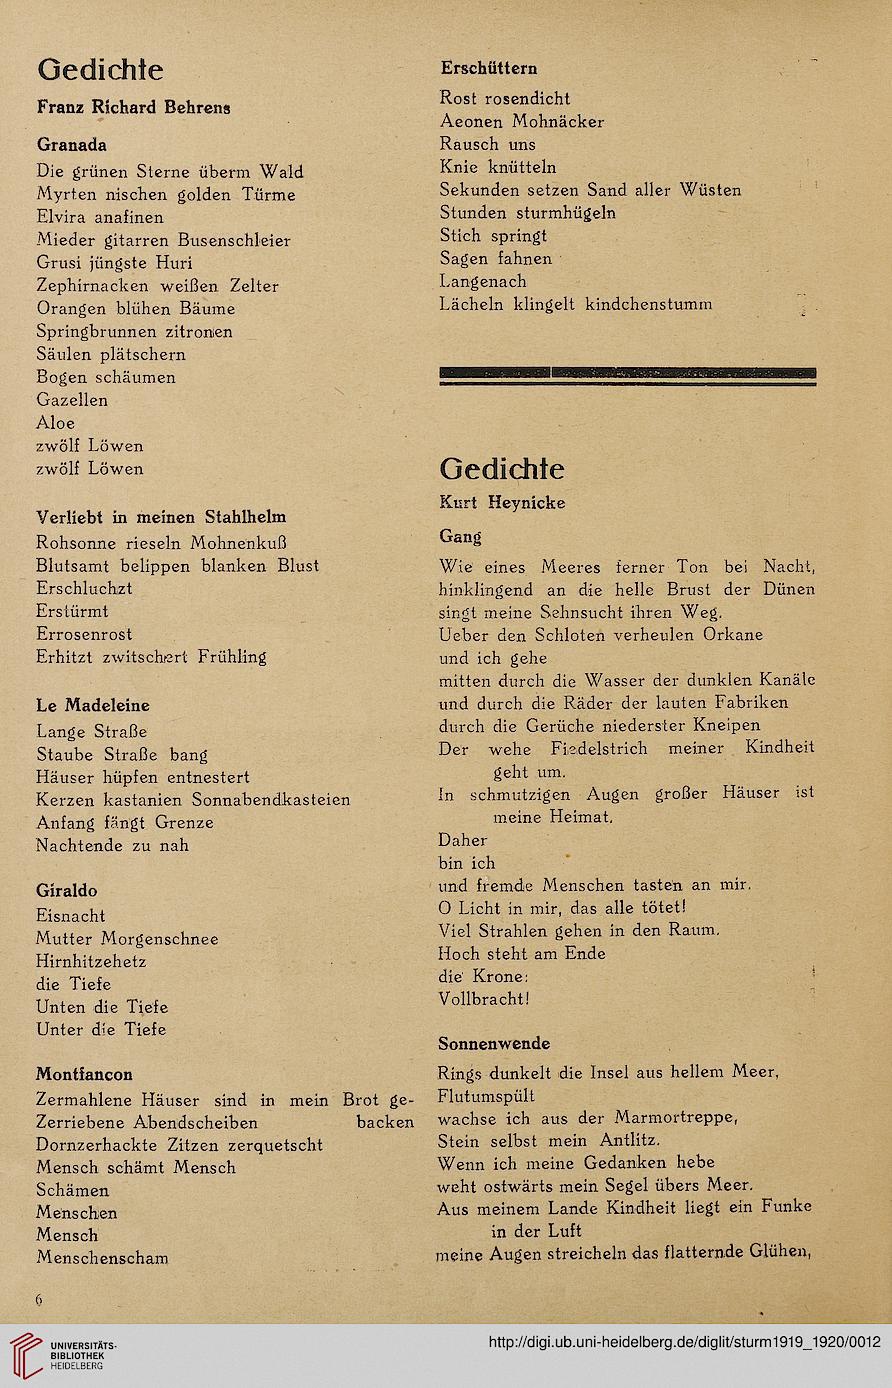 Gedichte
Franz Richard Behrens
Granada
Die grünen Sterne überm Wald
Myrten nischen golden Türme
Elvira anafinen
Mieder gitarren Busenschleier
Grusi jüngste Huri
Zephirnacken weißen Zelter
Orangen blühen Bäume
Springbrunnen zitronen
Säulen plätschern
Bogen schäumen
Gazellen
Aloe
zwölf Löwen
zwölf Löwen
Verliebt in meinen Stahlhelm
Rohsonne rieseln Mohnenkuß
Blutsamt belippen blanken Blust
Erschluchzt
Erstürmt
Errosenrost
Erhitzt zwitschert Frühling
Le Madeleine
Lange Straße
Staube Straße bang
Häuser hüpfen entnestert
Kerzen kastanien Sonnabendkasteien
Anfang fängt Grenze
Nachtende zu nah
Giraldo
Eisnacht
Mutter Morgenschnee
Hirnhitzehetz
die Tiefe
Unten die Tiefe
Unter die Tiefe
Montfancon
Zermahlene Häuser sind in mein Brot ge-
Zerriebene Abendscheiben backen
Dornzerhackte Zitzen zerquetscht
Mensch schämt Mensch
Schämen
Menschen
Mensch
Menschenscham
6
Erschüttern
Rost rosendicht
Aeonen Mohnäcker
Rausch uns
Knie knütteln
Sekunden setzen Sand aller Wüsten
Stunden sturmhügeln
Stich springt
Sagen fahnen
Langenach
Lächeln klingelt kindchenstumm
Gedichte
Kurt Heynicke
Gang
Wie eines Meeres ferner Ton bei Nacht,
hinklingend an die helle Brust der Dünen
singt meine Sehnsucht ihren Weg.
Ueber den Schloten verheulen Orkane
und ich gehe
mitten durch die Wasser der dunklen Kanäle
und durch die Räder der lauten Fabriken
durch die Gerüche niederster Kneipen
Der wehe Fiedelstrich meiner Kindheit
geht um.
In schmutzigen Augen großer Häuser ist
meine Heimat.
Daher
bin ich
und fremde Menschen tasten an mir.
O Licht in mir, das alle tötet!
Viel Strahlen gehen in den Raum.
Hoch steht am Ende
die Krone:
Vollbracht!
Sonnenwende
Rings dunkelt die Insel aus hellem Meer,
Flutumspült
wachse ich aus der Marmortreppe,
Stein selbst mein Antlitz.
Wenn ich meine Gedanken hebe
weht ostwärts mein Segel übers Meer.
Aus meinem Lande Kindheit liegt ein Funke
in der Luft
meine Augen streicheln das flatternde Glühen,
UNIVERSITÄTS-
BIBLIOTHEK
HEIDELBERG
http://digi.ub.uni-heidelberg.de/diglit/sturm1919_1920/0012